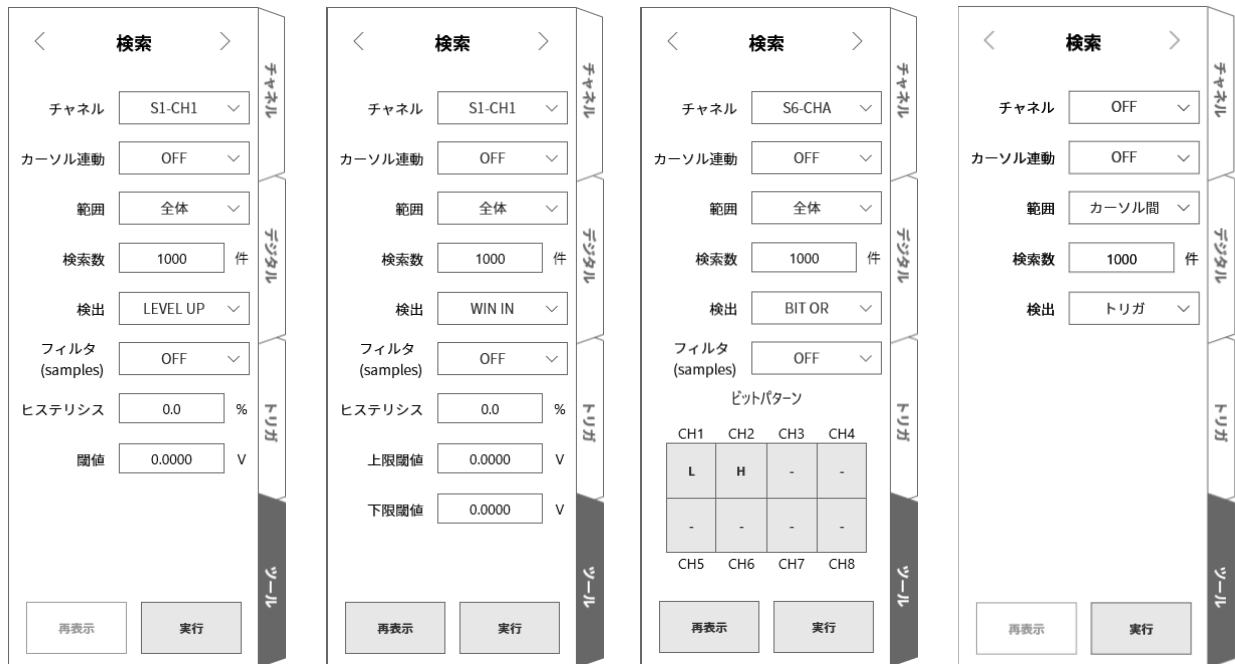 検索
チャネル S1-CH1
カーソル連動 OFF
範囲 全体
検索数 1000 件
検出 LEVEL UP
フィルタ
(samples) OFF
ヒステリシス 0.0 %
閾値 0.0000 V
再表示 実行
チャネル
デジタル
トリガ
ツール
検索
チャネル S1-CH1
カーソル連動 OFF
範囲 全体
検索数 1000 件
検出 WIN IN
フィルタ
(samples) OFF
ヒステリシス 0.0 %
上限閾値 0.0000 V
下限閾値 0.0000 V
再表示 実行
チャネル
デジタル
トリガ
ツール
検索
チャネル S6-CHA
カーソル連動 OFF
範囲 全体
検索数 1000 件
検出 BIT OR
フィルタ
(samples) OFF
ビットパターン
CH1 CH2 CH3 CH4
L H - -
- - - -
CH5 CH6 CH7 CH8
再表示 実行
チャネル
デジタル
トリガ
ツール
検索
チャネル OFF
カーソル連動 OFF
範囲 カーソル間
検索数 1000 件
検出 トリガ
再表示 実行
チャネル
デジタル
トリガ
ツール